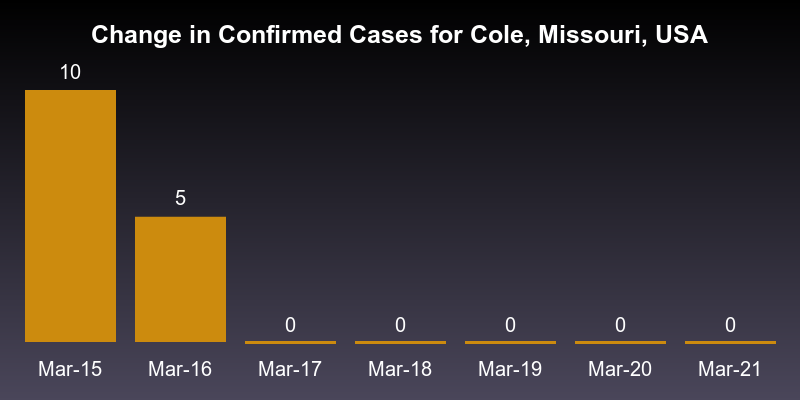 Change in Confirmed Cases for Cole, Missouri, USA
10
5
0 0 0 0 0
Mar-15 Mar-16 Mar-17 Mar-18 Mar-19 Mar-20 Mar-21